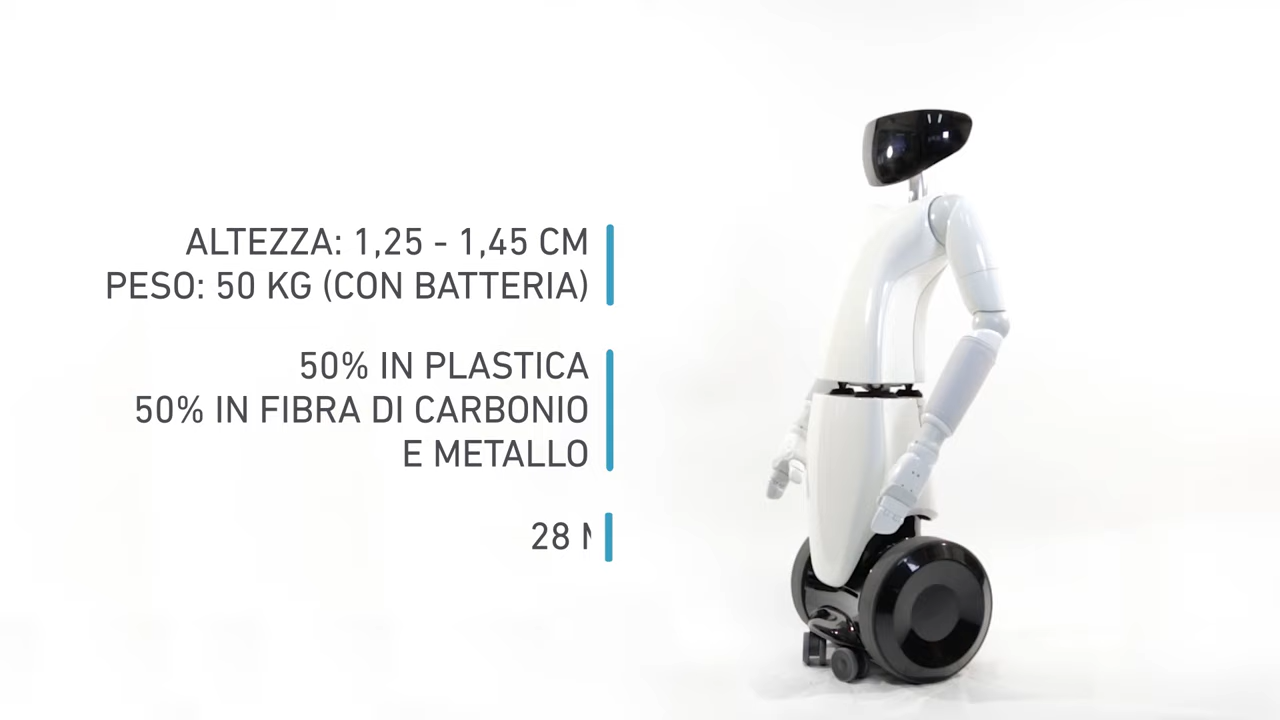 ALTEZZA: 1,25 - 1,45 CM
PESO: 50 KG (CON BATTERIA)
50% IN PLASTICA
50% IN FIBRA DI CARBONIO
E METALLO
28